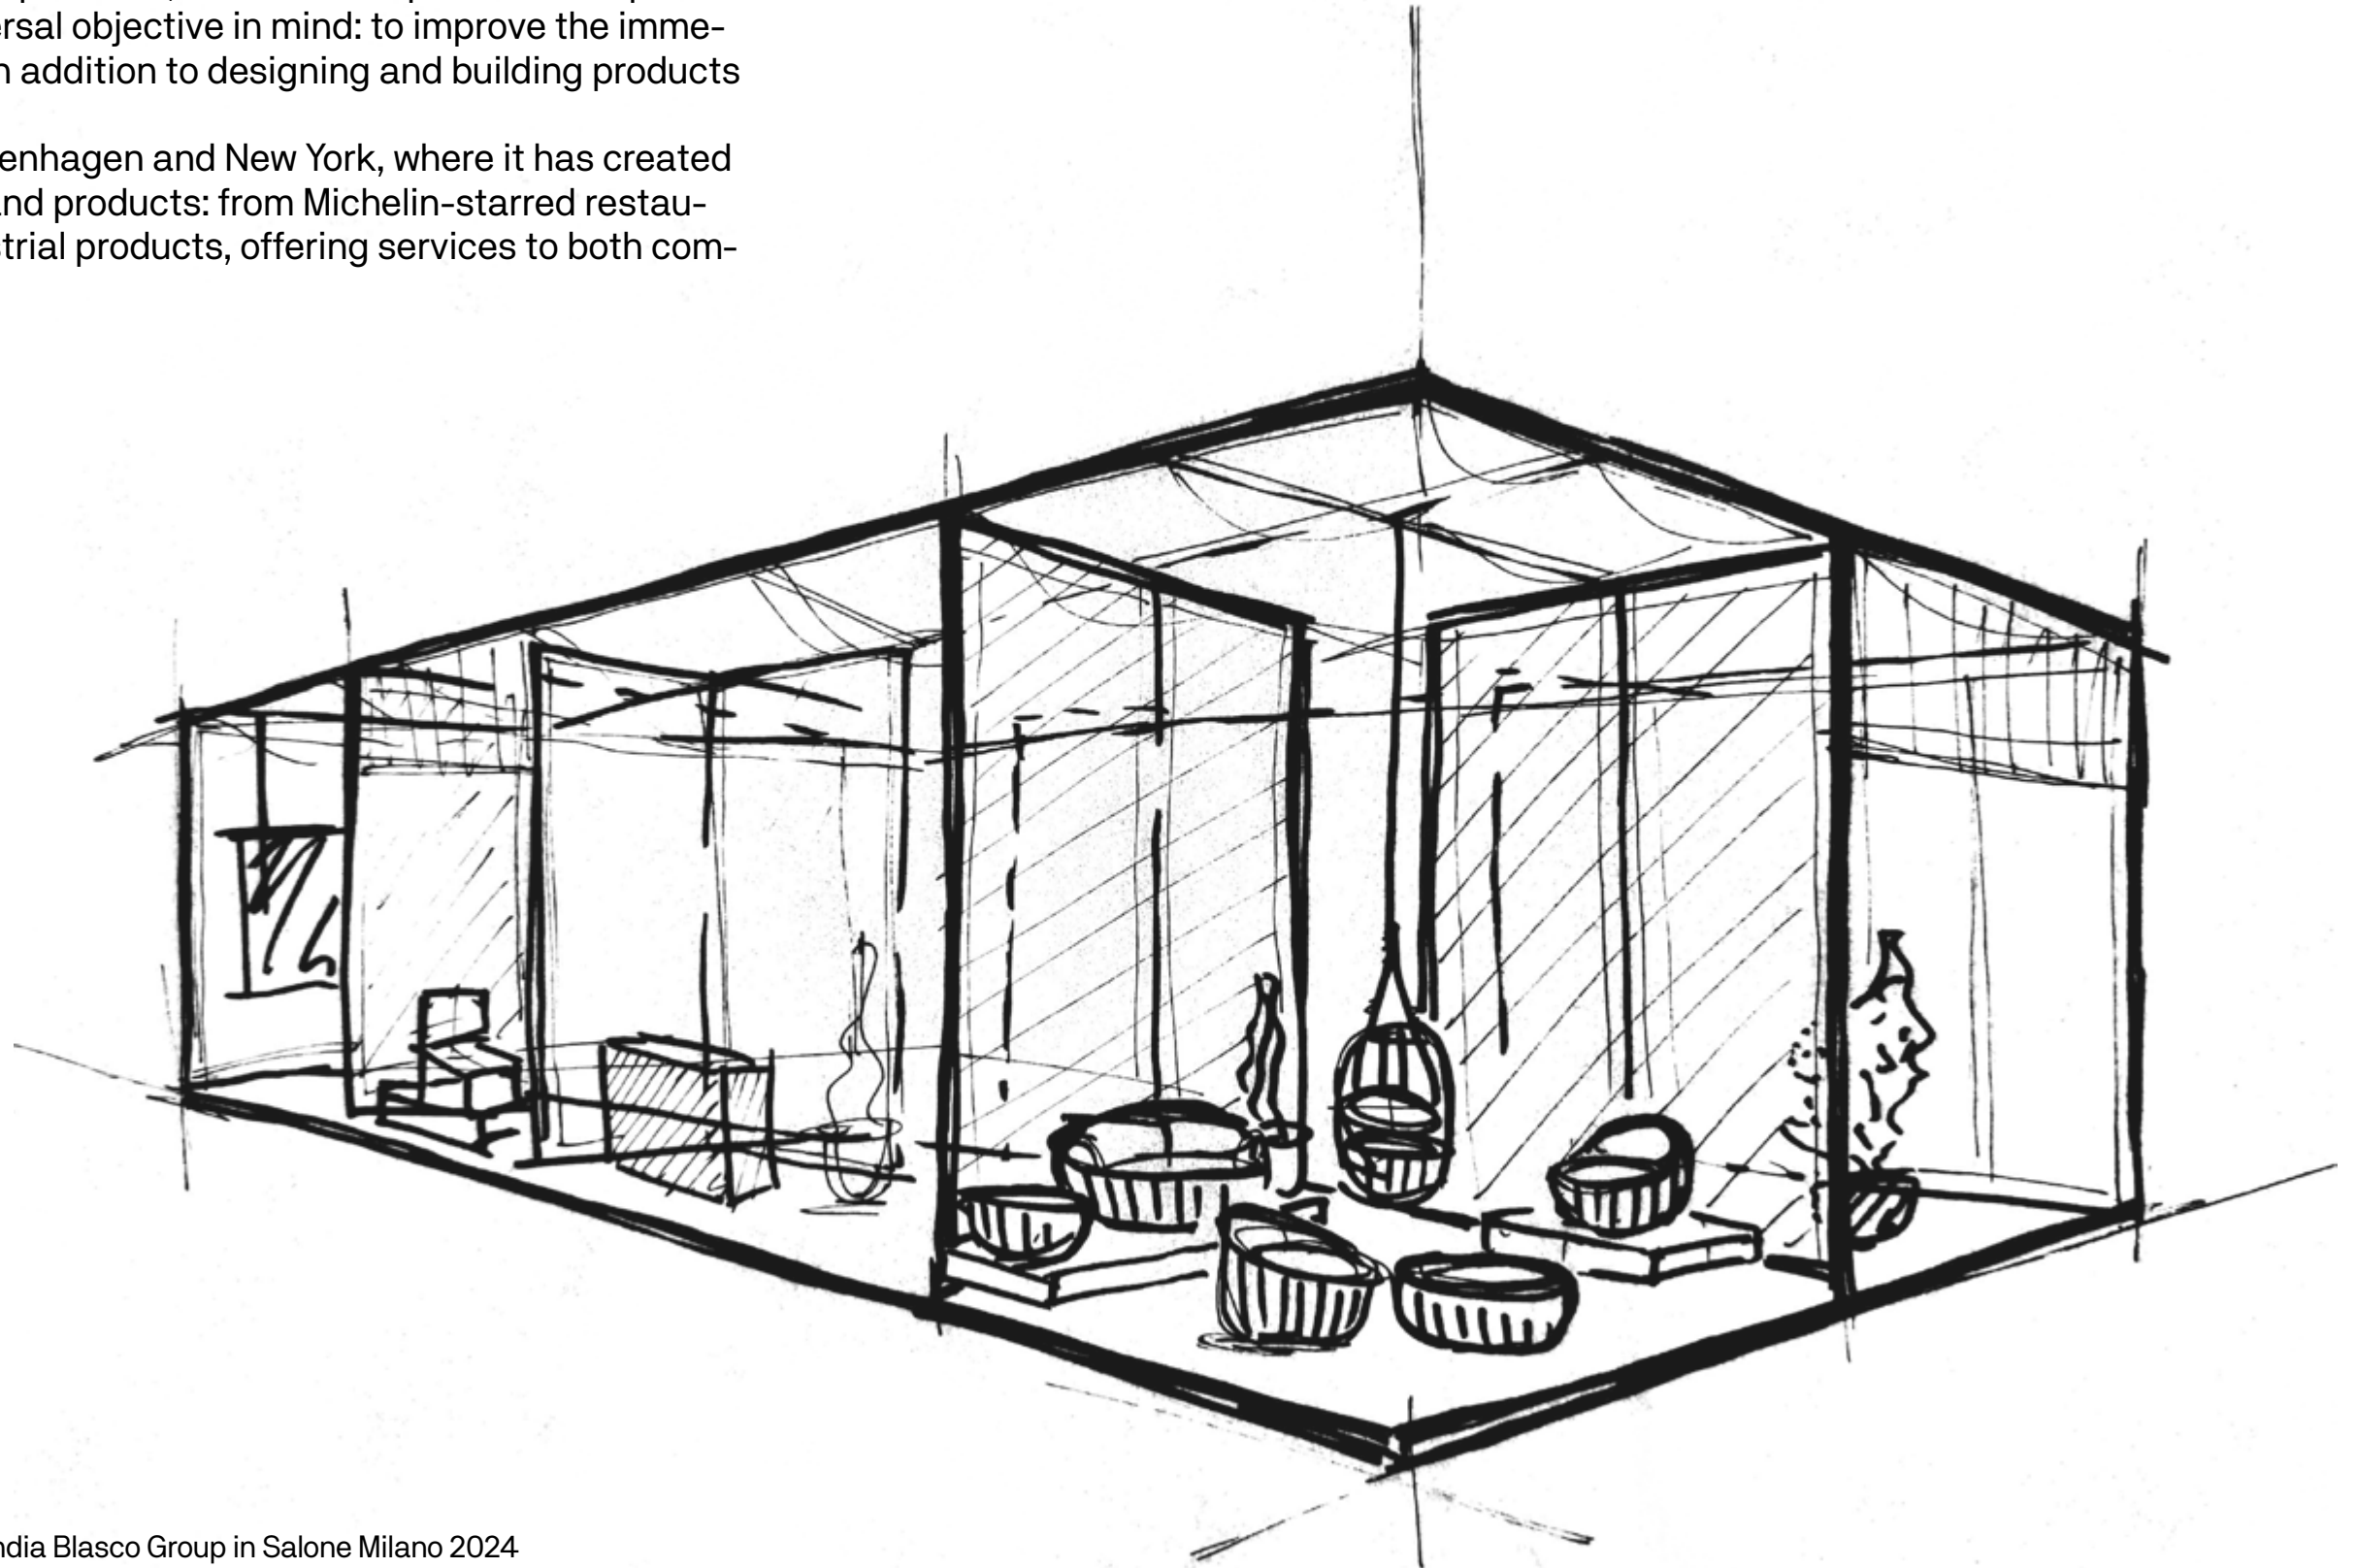 ersal objective in mind: to improve the imme-
n addition to designing and building products
enhagen and New York, where it has created
and products: from Michelin-starred restau-
strial products, offering services to both com-
ndia Blasco Group in Salone Milano 2024